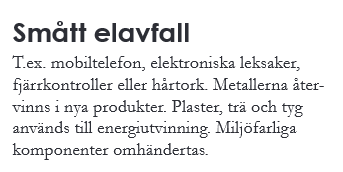 Smått elavfall
T.ex. mobiltelefon, elektroniska leksaker,
fjärrkontroller eller hårtork. Metallerna åter-
vinns i nya produkter. Plaster, trä och tyg
används till energiutvinning. Miljöfarliga
komponenter omhändertas.